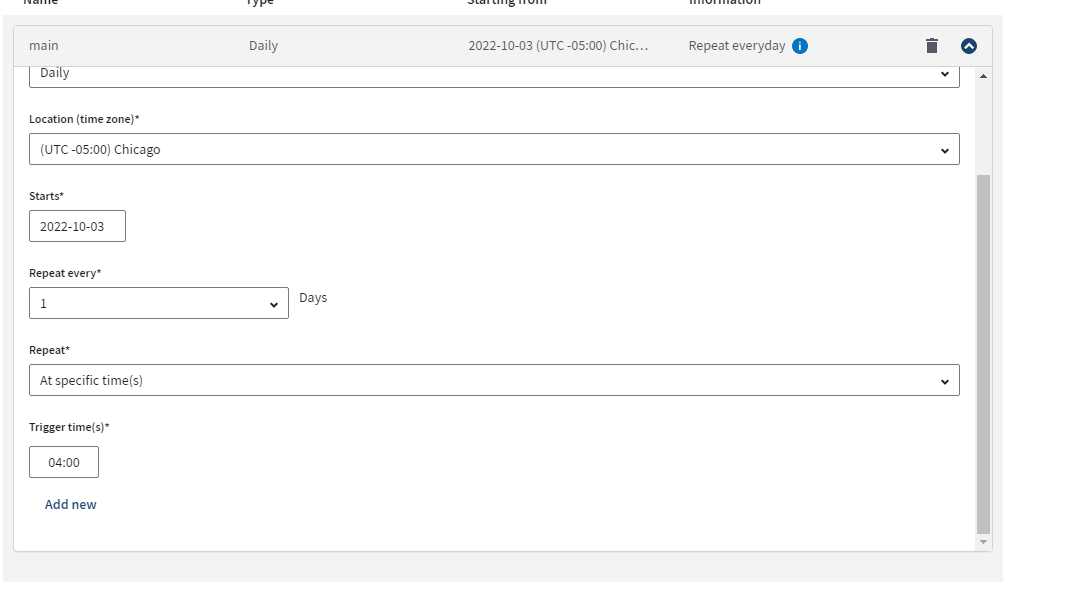 Name Type Starting from Information
main Daily 2022-10-03 (UTC -05:00) Chic... Repeat everyday i
Daily
Location (time zone)*
(UTC -05:00) Chicago
Starts*
2022-10-03
Repeat every*
1 Days
Repeat*
At specific time(s)
Trigger time(s)*
04:00
Add new